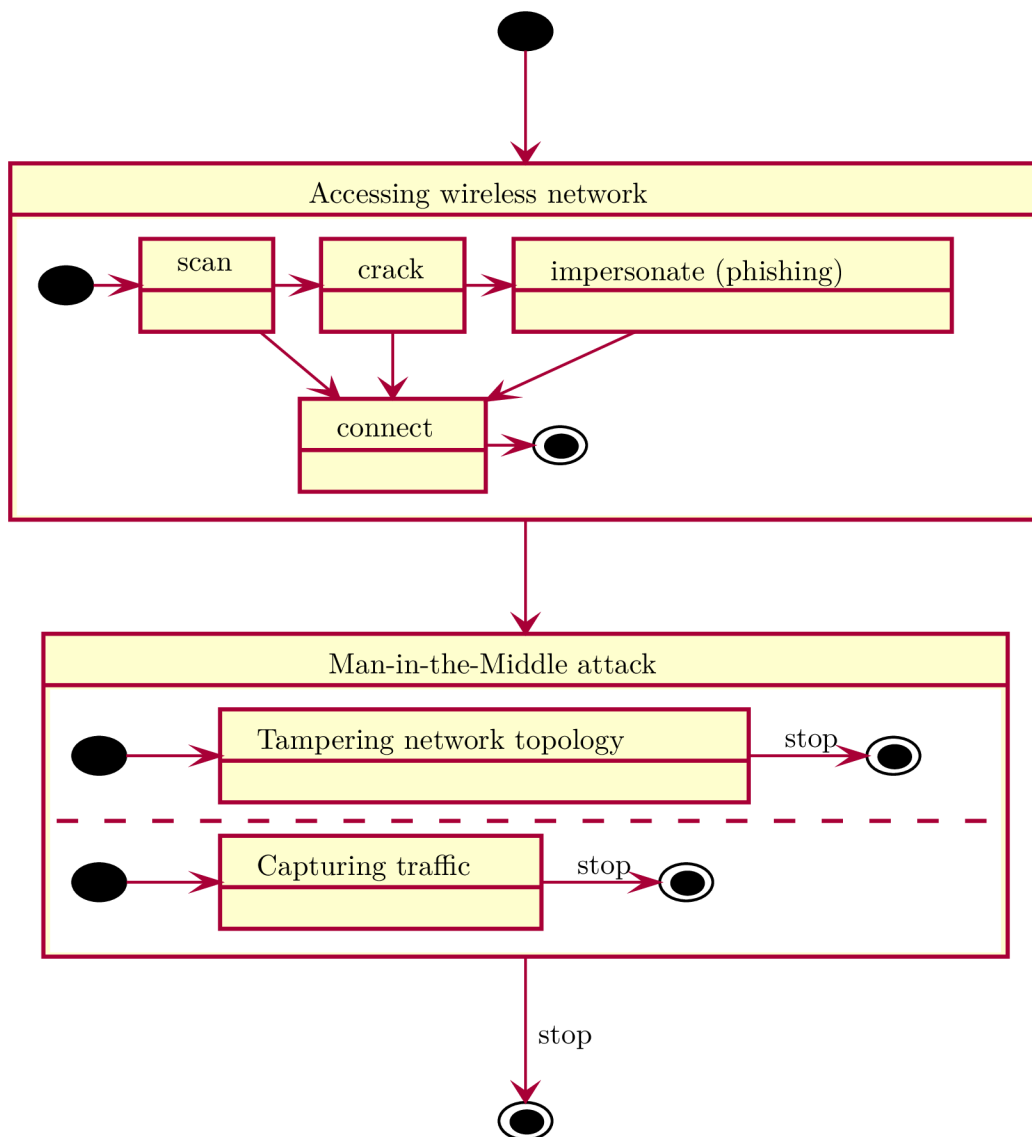 Accessing wireless network
scan
crack
impersonate (phishing)
connect
Man-in-the-Middle attack
Tampering network topology
stop
Capturing traffic
stop
stop